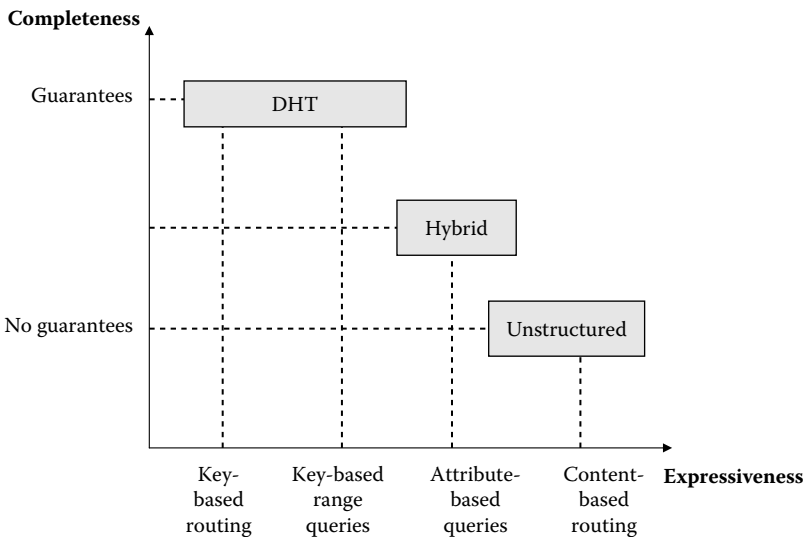 Completeness
Guarantees
DHT
Hybrid
No guarantees
Unstructured
Key-
based
routing
Key-based
range
queries
Attribute-
based
queries
Content-
based
routing
Expressiveness